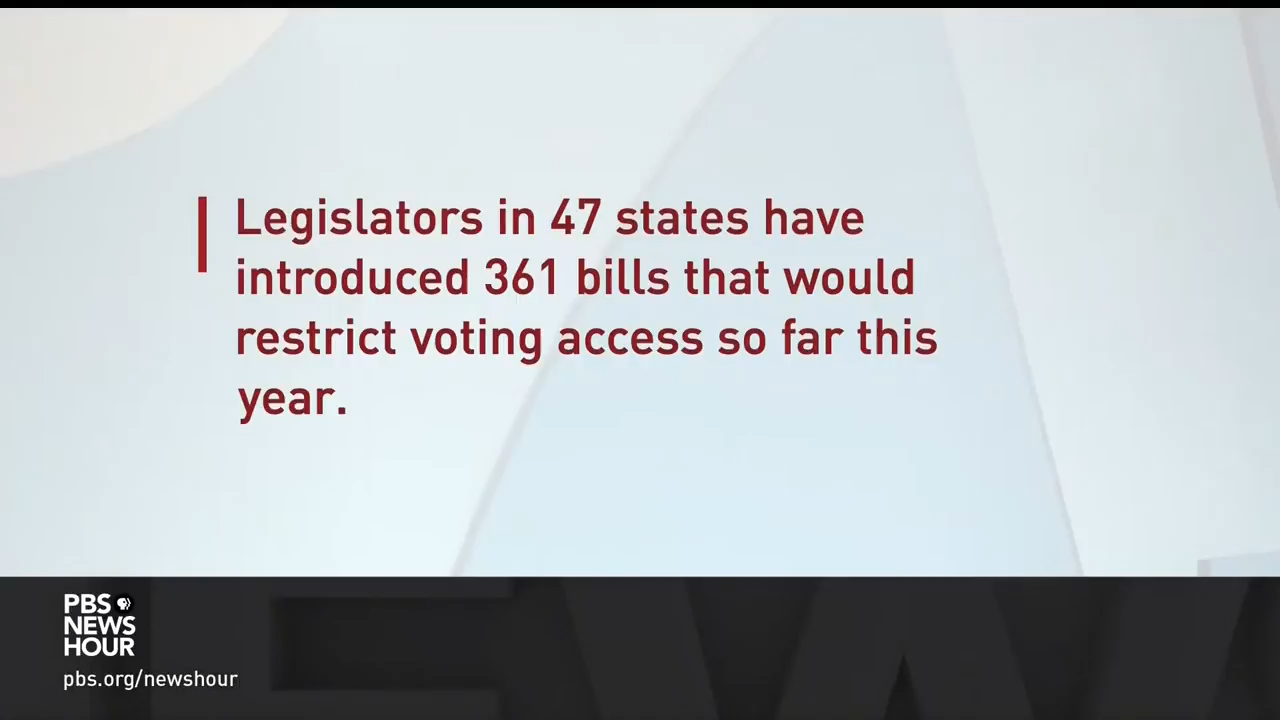 Legislators in 47 states have
introduced 361 bills that would
restrict voting access so far this
year.
PBS
NEWS
HOUR
pbs.org/newshour